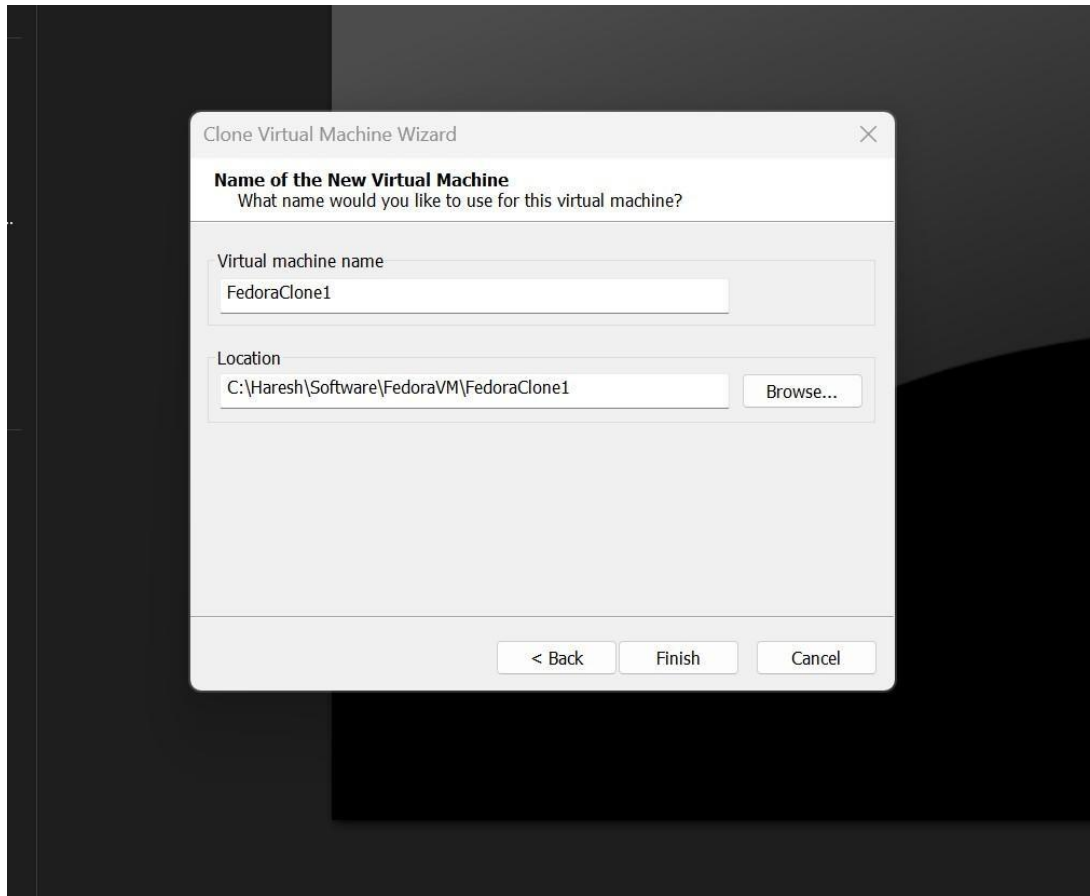 Clone Virtual Machine Wizard
Name of the New Virtual Machine
What name would you like to use for this virtual machine?
Virtual machine name
FedoraClone1
Location
C:\Haresh\Software\FedoraVM\FedoraClone1
Browse...
< Back
Finish
Cancel